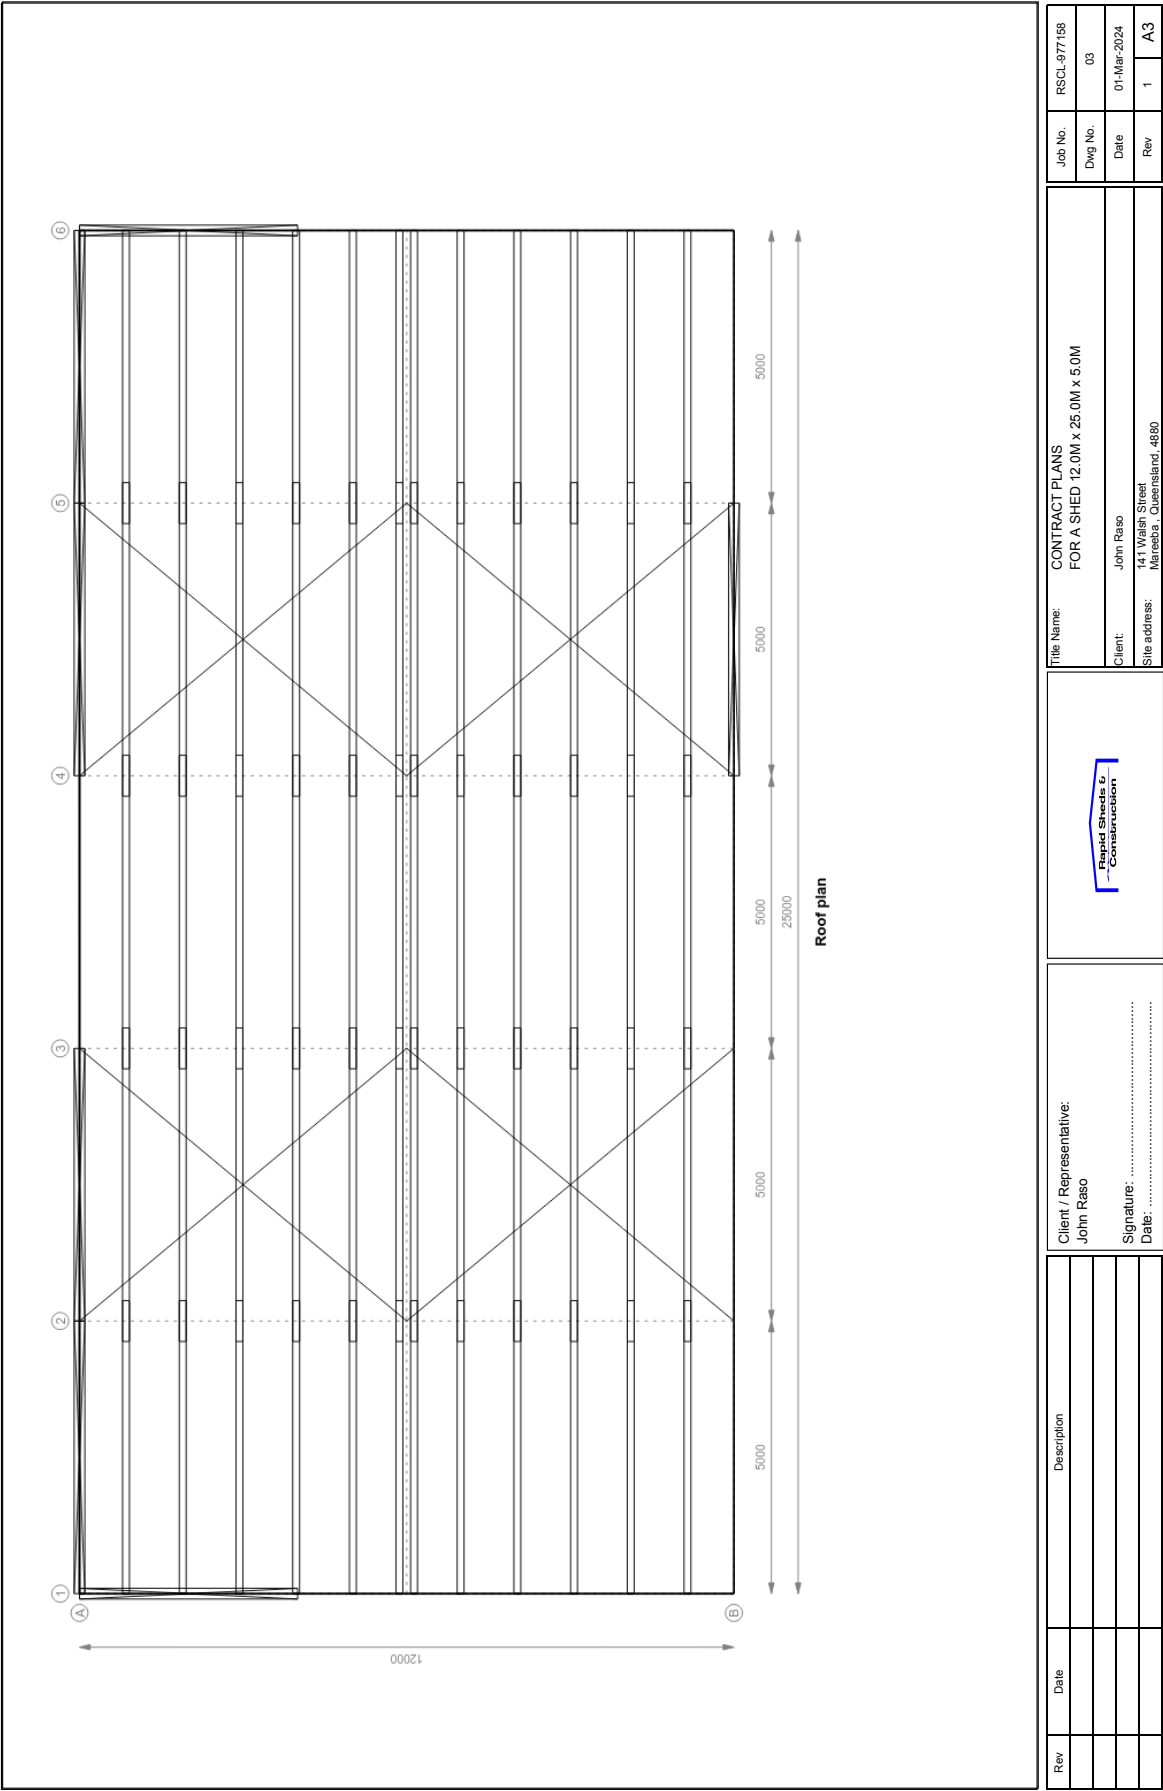 1
2
3
4
5
6
A
B
12000
5000
5000
5000
5000
5000
25000
Roof plan
Rev
Date
Description
Client / Representative:
John Raso
Signature: ..........................................................
Date: ..........................................................
Rapid Sheds &
Construction
Title Name:
CONTRACT PLANS
FOR A SHED 12.0M x 25.0M x 5.0M
Client:
John Raso
Site address:
141 Walsh Street
Mareeba , Queensland, 4880
Job No.
RSCL-977158
Dwg No.
03
Date
01-Mar-2024
Rev
1
A3